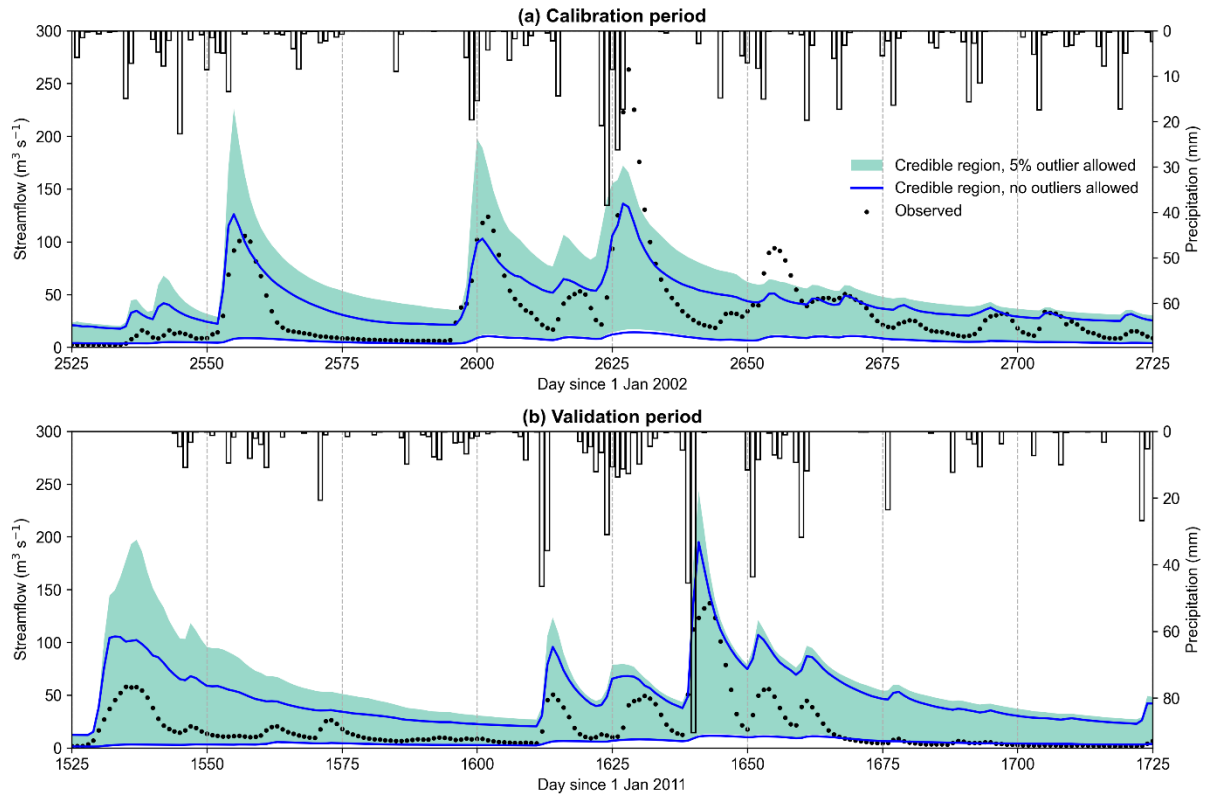 (a) Calibration period
Streamflow (m³ s⁻¹)
300
250
200
150
100
50
0
0
10
20
30
40
50
60
Precipitation (mm)
Credible region, 5% outlier allowed
Credible region, no outliers allowed
Observed
2525 2550 2575 2600 2625 2650 2675 2700 2725
Day since 1 Jan 2002
(b) Validation period
Streamflow (m³ s⁻¹)
300
250
200
150
100
50
0
0
20
40
60
80
Precipitation (mm)
1525 1550 1575 1600 1625 1650 1675 1700 1725
Day since 1 Jan 2011